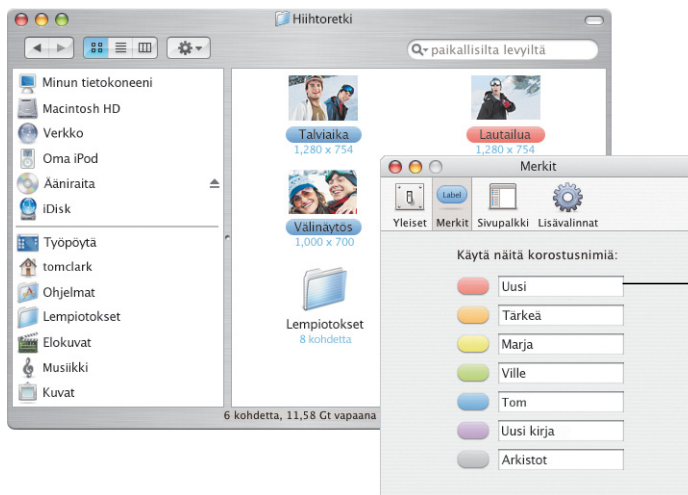 Hiihtoretki
paikallisilta levyiltä
Minun tietokoneeni
Macintosh HD
Verkko
Oma iPod
Ääniraita
iDisk
Työpöytä
tomclark
Ohjelmat
Lempiotokset
Elokuvat
Musiikki
Kuvat
Talviaika
1,280 x 754
Lautailua
1,280 x 754
Välinäytös
1,000 x 700
Lempiotokset
8 kohdetta
6 kohdetta, 11,58 Gt vapaana
Merkit
Label
Yleiset Merkit Sivupalkki Lisävalinnat
Käytä näitä korostusnimiä:
Uusi
Tärkeä
Marja
Ville
Tom
Uusi kirja
Arkistot